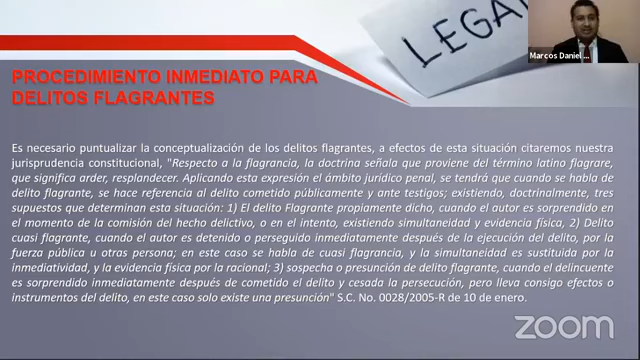 LEGAL
Marcos Daniel ...
PROCEDIMIENTO INMEDIATO PARA
DELITOS FLAGRANTES
Es necesario puntualizar la conceptualización de los delitos flagrantes, a efectos de esta situación citaremos nuestra
jurisprudencia constitucional, "Respecto a la flagrancia, la doctrina señala que proviene del término latino flagrare,
que significa arder, resplandecer. Aplicando esta expresión el ámbito jurídico penal, se tendrá que cuando se habla de
delito flagrante, se hace referencia al delito cometido públicamente y ante testigos; existiendo, doctrinalmente, tres
supuestos que determinan esta situación: 1) El delito Flagrante propiamente dicho, cuando el autor es sorprendido en
el momento de la comisión del hecho delictivo, o en el intento, existiendo simultaneidad y evidencia física, 2) Delito
cuasi flagrante, cuando el autor es detenido o perseguido inmediatamente después de la ejecución del delito, por la
fuerza pública u otras persona; en este caso se habla de cuasi flagrancia, y la simultaneidad es sustituida por la
inmediatividad, y la evidencia física por la racional; 3) sospecha o presunción de delito flagrante, cuando el delincuente
es sorprendido inmediatamente después de cometido el delito y cesada la persecución, pero lleva consigo efectos o
instrumentos del delito, en este caso solo existe una presunción" S.C. No. 0028/2005-R de 10 de enero.
zoom